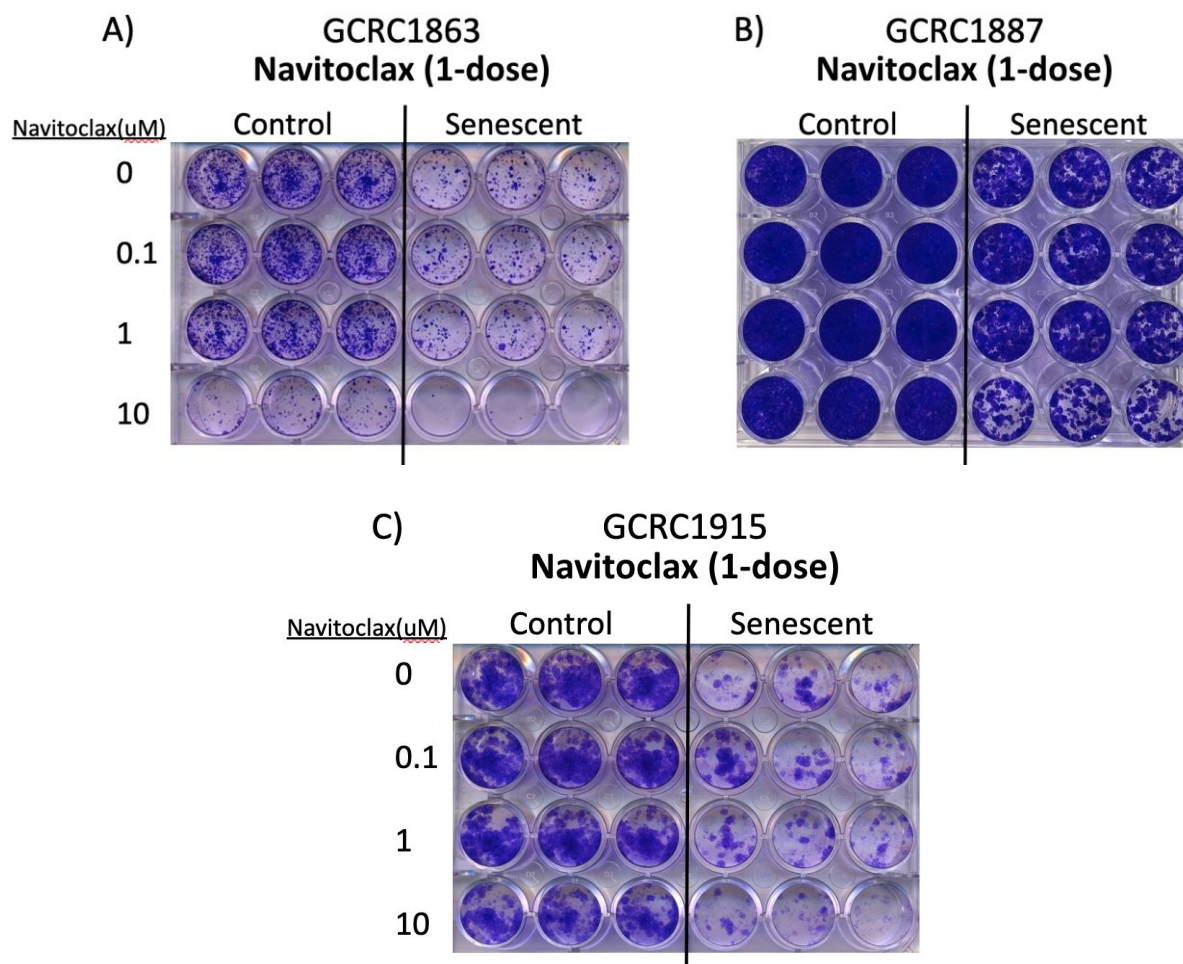 A)
GCRC1863
Navitoclax (1-dose)
Navitoclax(uM)
Control
Senescent
0
0.1
1
10
B)
GCRC1887
Navitoclax (1-dose)
Control
Senescent
C)
GCRC1915
Navitoclax (1-dose)
Navitoclax(uM)
Control
Senescent
0
0.1
1
10